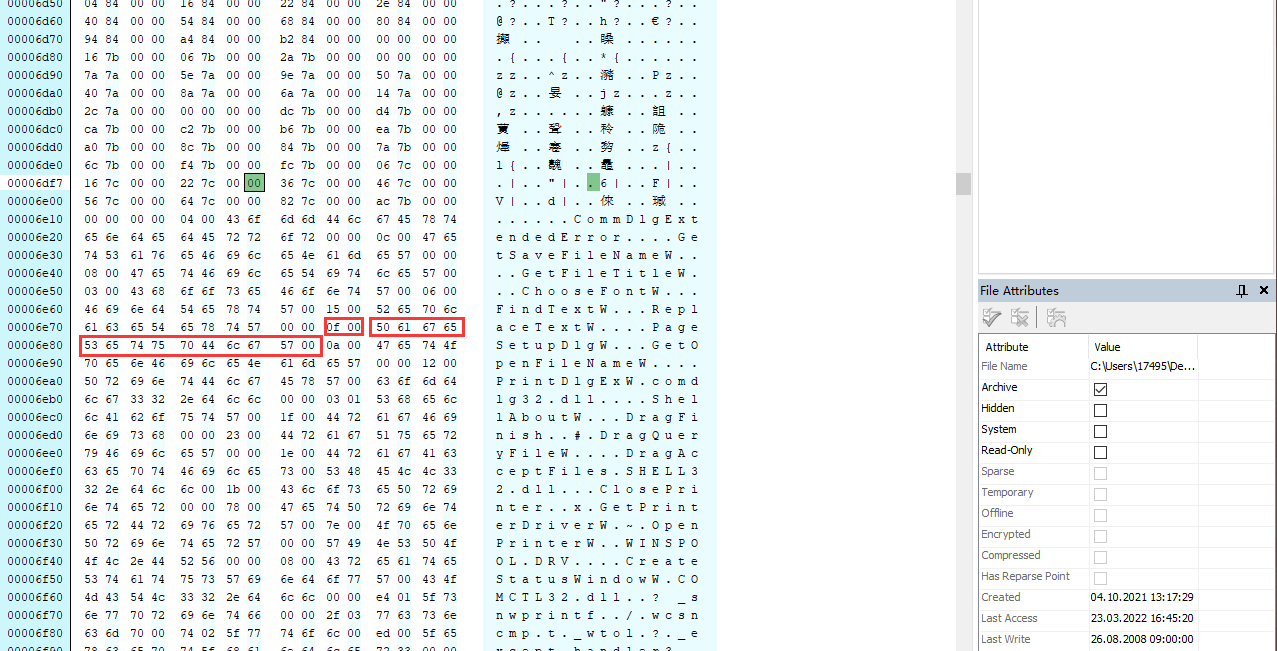 00006d50 04 84 00 00 16 84 00 00 22 84 00 00 2e 84 00 00 .?...?.."?...?..
00006d60 40 84 00 00 54 84 00 00 68 84 00 00 80 84 00 00 @?..T?..h?..€?..
00006d70 94 84 00 00 a4 84 00 00 b2 84 00 00 00 00 00 00 .. .. ......
00006d80 16 7b 00 00 06 7b 00 00 2a 7b 00 00 00 00 00 00 .{...{..*{......
00006d90 7a 7a 00 00 5e 7a 00 00 9e 7a 00 00 50 7a 00 00 zz..^z.. ..Pz..
00006da0 40 7a 00 00 8a 7a 00 00 6a 7a 00 00 14 7a 00 00 @z.. ..jz...z..
00006db0 2c 7a 00 00 00 00 00 00 dc 7b 00 00 d4 7b 00 00 ,z...... .. ..
00006dc0 ca 7b 00 00 c2 7b 00 00 b6 7b 00 00 ea 7b 00 00 .. .. .. ..
00006dd0 a0 7b 00 00 8c 7b 00 00 84 7b 00 00 7a 7b 00 00 .. .. ..z{..
00006de0 6c 7b 00 00 f4 7b 00 00 fc 7b 00 00 06 7c 00 00 l{.. .. ...|..
00006df7 16 7c 00 00 22 7c 00 00 36 7c 00 00 46 7c 00 00 .|.."|..6|..F|..
00006e00 56 7c 00 00 64 7c 00 00 82 7c 00 00 ac 7b 00 00 V|..d|.. .. ..
00006e10 00 00 00 00 04 00 43 6f 6d 6d 44 6c 67 45 78 74 ......CommDlgExt
00006e20 65 6e 64 65 64 45 72 72 6f 72 00 00 0c 00 47 65 endedError....Ge
00006e30 74 53 61 76 65 46 69 6c 65 4e 61 6d 65 57 00 00 tSaveFileNameW..
00006e40 08 00 47 65 74 46 69 6c 65 54 69 74 6c 65 57 00 ..GetFileTitleW.
00006e50 03 00 43 68 6f 6f 73 65 46 6f 6e 74 57 00 06 00 ..ChooseFontW...
00006e60 46 69 6e 64 54 65 78 74 57 00 15 00 52 65 70 6c FindTextW...Repl
00006e70 61 63 65 54 65 78 74 57 00 00 0f 00 50 61 67 65 aceTextW....Page
00006e80 53 65 74 75 70 44 6c 67 57 00 0a 00 47 65 74 4f SetupDlgW...GetO
00006e90 70 65 6e 46 69 6c 65 4e 61 6d 65 57 00 00 12 00 penFileNameW....
00006ea0 50 72 69 6e 74 44 6c 67 45 78 57 00 63 6f 6d 64 PrintDlgExW.comd
00006eb0 6c 67 33 32 2e 64 6c 6c 00 00 03 01 53 68 65 6c lg32.dll....Shel
00006ec0 6c 41 62 6f 75 74 57 00 1f 00 44 72 61 67 46 69 lAboutW...DragFi
00006ed0 6e 69 73 68 00 00 23 00 44 72 61 67 51 75 65 72 nish..#.DragQuer
00006ee0 79 46 69 6c 65 57 00 00 1e 00 44 72 61 67 41 63 yFileW....DragAc
00006ef0 63 65 70 74 46 69 6c 65 73 00 53 48 45 4c 4c 33 ceptFiles.SHELL3
00006f00 32 2e 64 6c 6c 00 1b 00 43 6c 6f 73 65 50 72 69 2.dll...ClosePri
00006f10 6e 74 65 72 00 00 78 00 47 65 74 50 72 69 6e 74 nter..x.GetPrint
00006f20 65 72 44 72 69 76 65 72 57 00 7e 00 4f 70 65 6e erDriverW.~.Open
00006f30 50 72 69 6e 74 65 72 57 00 00 57 49 4e 53 50 4f PrinterW..WINSPO
00006f40 4f 4c 2e 44 52 56 00 00 08 00 43 72 65 61 74 65 OL.DRV....Create
00006f50 53 74 61 74 75 73 57 69 6e 64 6f 77 57 00 43 4f StatusWindowW.CO
00006f60 4d 43 54 4c 33 32 2e 64 6c 6c 00 00 e4 01 5f 73 MCTL32.dll..?_s
00006f70 6e 77 70 72 69 6e 74 66 00 00 2f 03 77 63 73 6e nwprintf../.wcsn
00006f80 63 6d 70 00 74 02 5f 77 74 6f 6c 00 ed 00 5f 65 cmp.t._wtol.?._e
File Attributes
Attribute Value
File Name C:\Users\17495\De...
Archive
Hidden
System
Read-Only
Sparse
Temporary
Offline
Encrypted
Compressed
Has Reparse Point
Created 04.10.2021 13:17:29
Last Access 23.03.2022 16:45:20
Last Write 26.08.2008 09:00:00